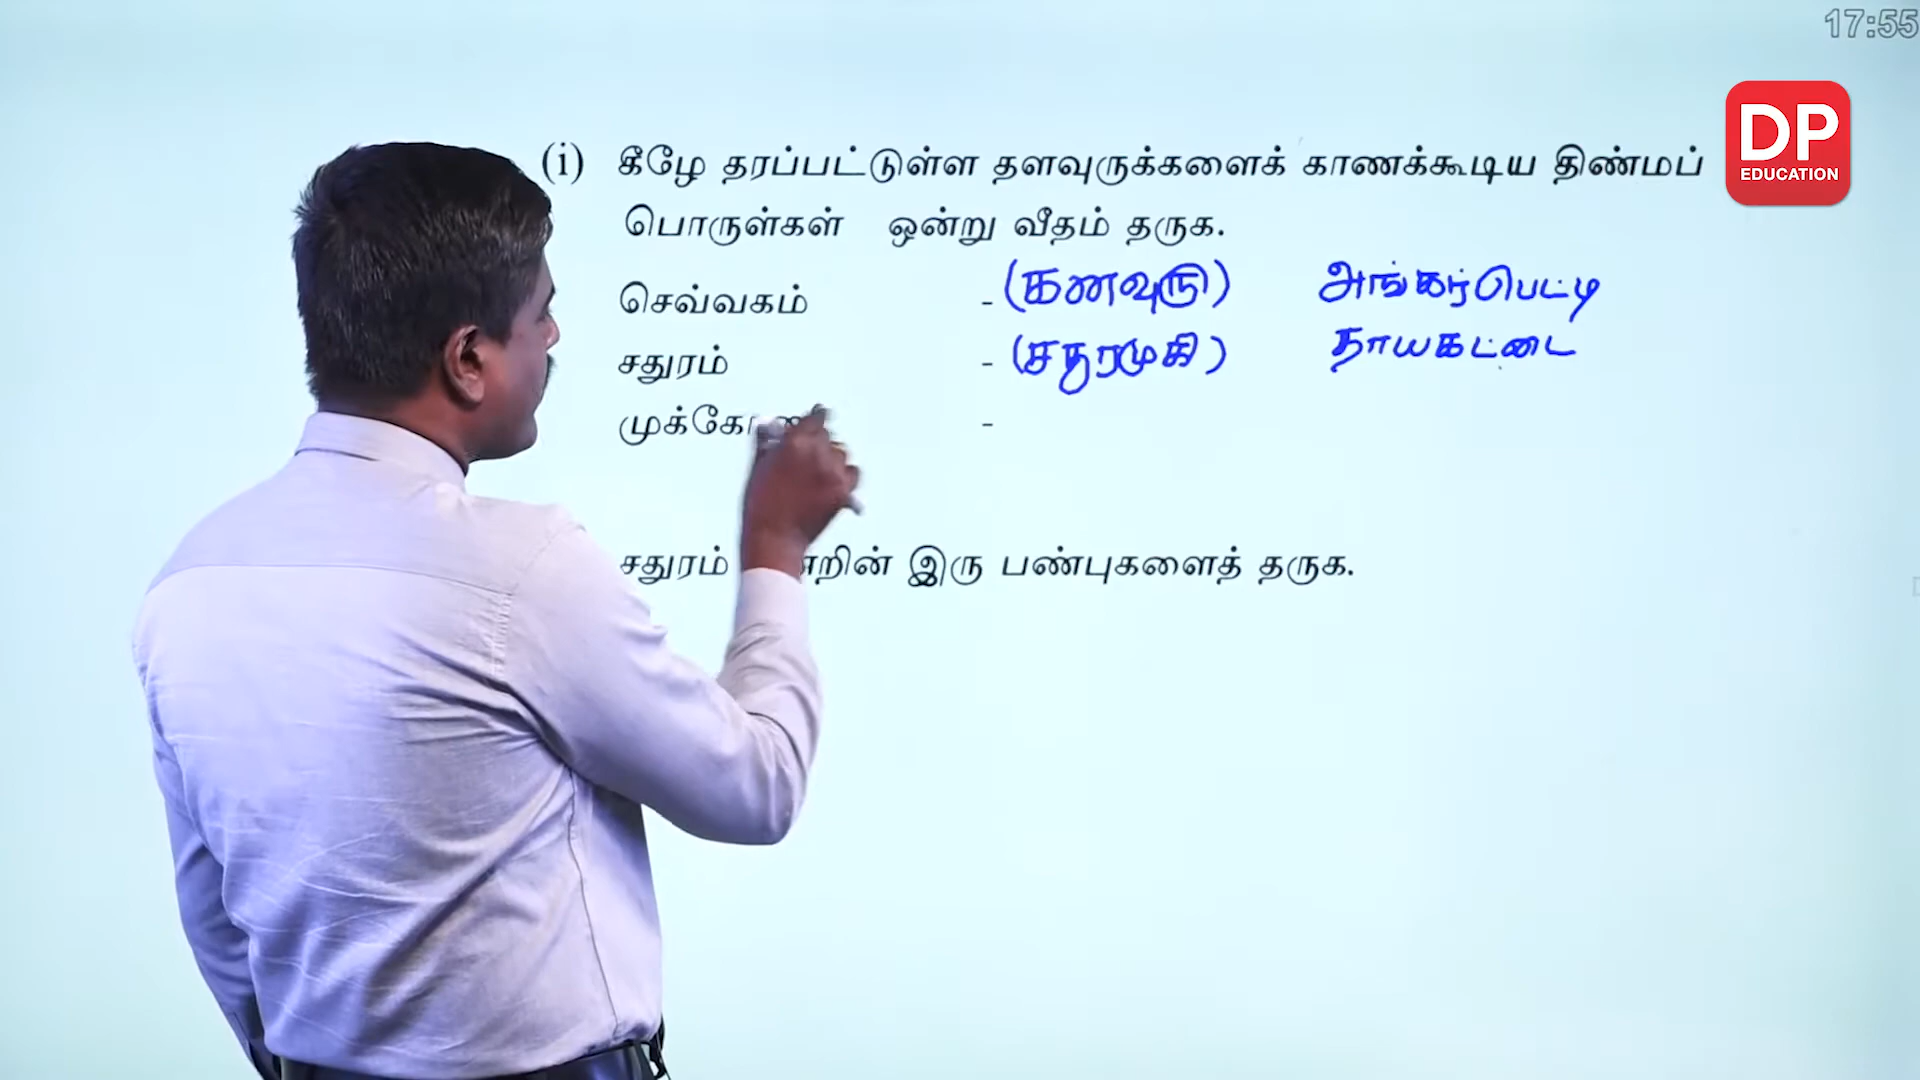 17:55
DP
EDUCATION
(i) கீழே தரப்பட்டுள்ள தளவுருக்களைக் காணக்கூடிய திண்மப்
பொருள்கள் ஒன்று வீதம் தருக.
செவ்வகம் - (கனவுரு) அங்கர்பெட்டி
சதுரம் - (சதுரமுகி) தாயகட்டை
-
சதுரம் இரு பண்புகளைத் தருக.